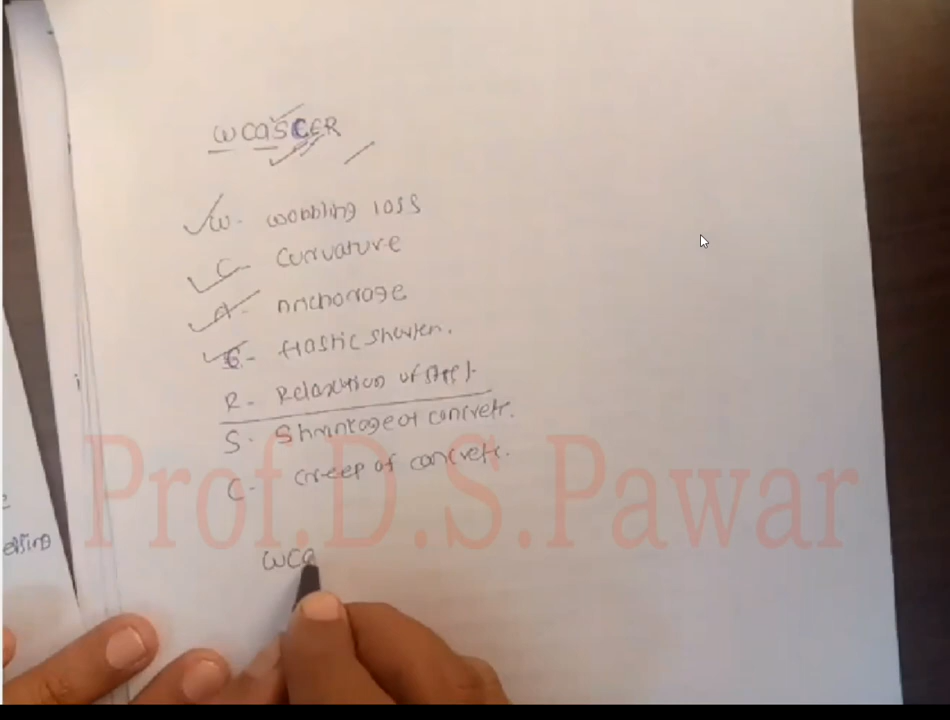 WCASCER
W- wobbling loss
C- curvature
A- Anchorage
E- Elastic shorten.
R- Relaxation of steel.
S- Shrinkage of concrete.
C- creep of concrete.
Prof.D.S.Pawar
essing
WCA